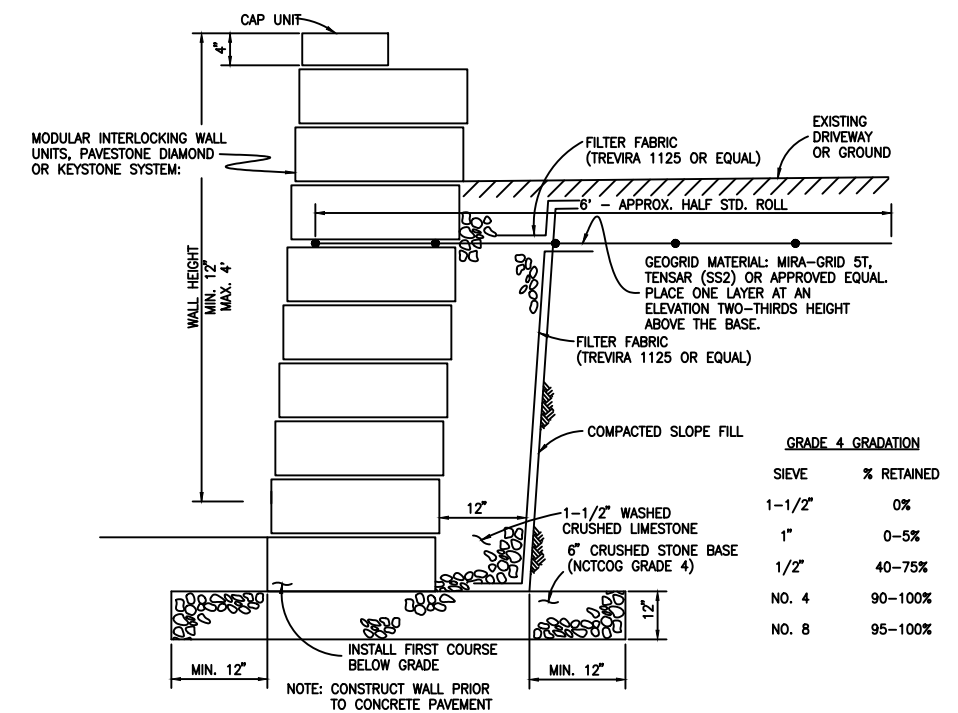 CAP UNIT
4"
MODULAR INTERLOCKING WALL
UNITS, PAVESTONE DIAMOND
OR KEYSTONE SYSTEM:
FILTER FABRIC
(TREVIRA 1125 OR EQUAL)
EXISTING
DRIVEWAY
OR GROUND
6' - APPROX. HALF STD. ROLL
WALL HEIGHT
MIN. 12"
MAX. 4'
GEOGRID MATERIAL: MIRA-GRID 5T,
TENSAR (SS2) OR APPROVED EQUAL.
PLACE ONE LAYER AT AN
ELEVATION TWO-THIRDS HEIGHT
ABOVE THE BASE.
FILTER FABRIC
(TREVIRA 1125 OR EQUAL)
COMPACTED SLOPE FILL
12"
1-1/2" WASHED
CRUSHED LIMESTONE
6" CRUSHED STONE BASE
(NCTCOG GRADE 4)
GRADE 4 GRADATION
SIEVE % RETAINED
1-1/2" 0%
1" 0-5%
1/2" 40-75%
NO. 4 90-100%
NO. 8 95-100%
12"
INSTALL FIRST COURSE
BELOW GRADE
MIN. 12"
MIN. 12"
NOTE: CONSTRUCT WALL PRIOR
TO CONCRETE PAVEMENT